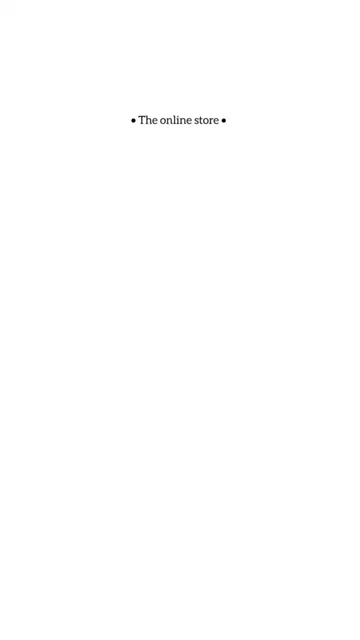 • The online store •